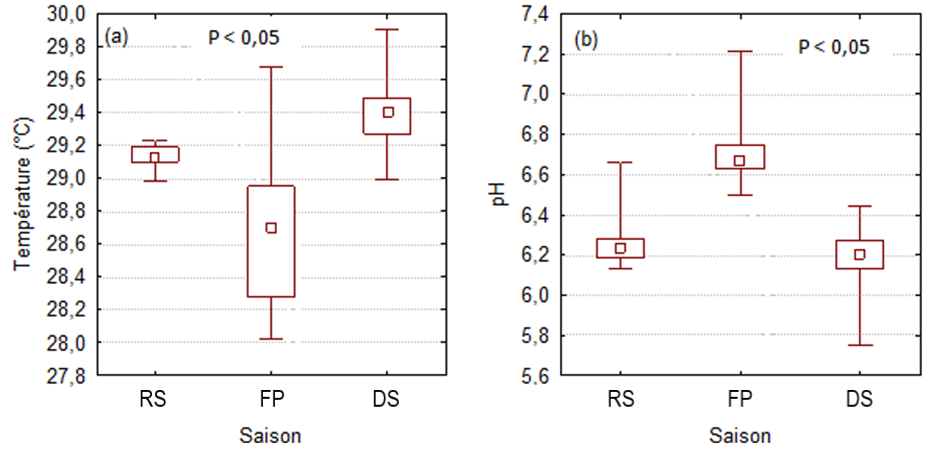 (a)
P < 0,05
Température (°C)
30,0
29,8
29,6
29,4
29,2
29,0
28,8
28,6
28,4
28,2
28,0
27,8
RS FP DS
Saison
(b)
P < 0,05
pH
7,4
7,2
7,0
6,8
6,6
6,4
6,2
6,0
5,8
5,6
RS FP DS
Saison